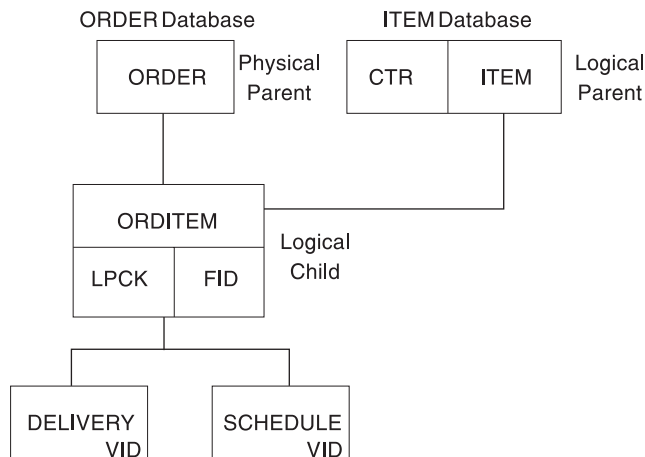 ORDER Database
ITEM Database
ORDER
Physical
Parent
CTR
ITEM
Logical
Parent
ORDITEM
LPCK
FID
Logical
Child
DELIVERY
VID
SCHEDULE
VID